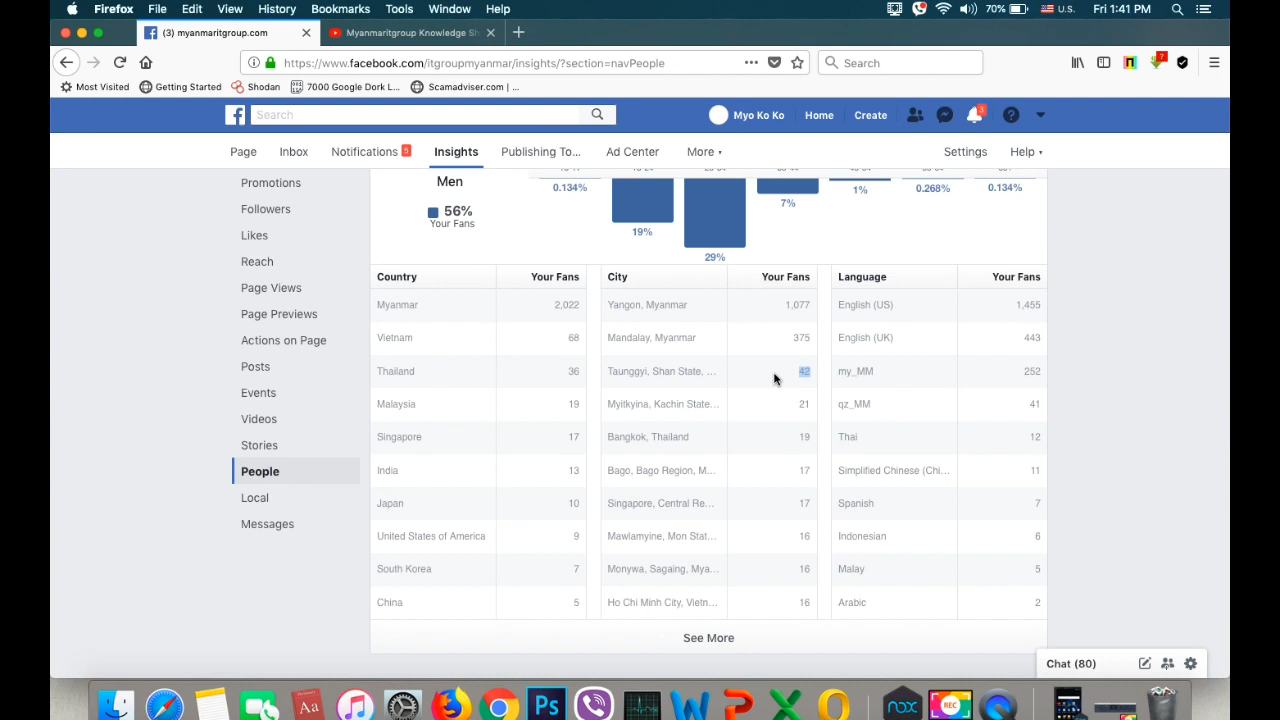 Firefox File Edit View History Bookmarks Tools Window Help 70% U.S. Fri 1:41 PM
(3) myanmaritgroup.com Myanmaritgroup Knowledge Sh
https://www.facebook.com/itgroupmyanmar/insights/?section=navPeople Search 7
Most Visited Getting Started Shodan 7000 Google Dork L... Scamadviser.com | ...
Search Myo Ko Ko Home Create 3
Page Inbox Notifications 5 Insights Publishing To... Ad Center More Settings Help
Promotions
Followers
Likes
Reach
Page Views
Page Previews
Actions on Page
Posts
Events
Videos
Stories
People
Local
Messages
Men
56%
Your Fans
0.134% 19% 29% 7% 1% 0.268% 0.134%
Country Your Fans City Your Fans Language Your Fans
Myanmar 2,022 Yangon, Myanmar 1,077 English (US) 1,455
Vietnam 68 Mandalay, Myanmar 375 English (UK) 443
Thailand 36 Taunggyi, Shan State, ... 42 my_MM 252
Malaysia 19 Myitkyina, Kachin State... 21 qz_MM 41
Singapore 17 Bangkok, Thailand 19 Thai 12
India 13 Bago, Bago Region, M... 17 Simplified Chinese (Chi... 11
Japan 10 Singapore, Central Re... 17 Spanish 7
United States of America 9 Mawlamyine, Mon Stat... 16 Indonesian 6
South Korea 7 Monywa, Sagaing, Mya... 16 Malay 5
China 5 Ho Chi Minh City, Vietn... 16 Arabic 2
See More
Chat (80)
Aa Ps W P X O nox REC